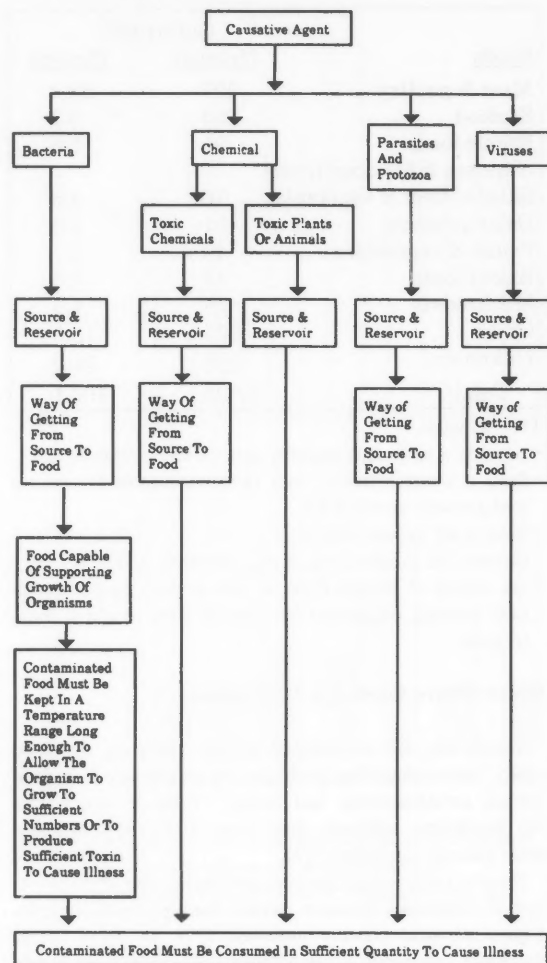 Causative Agent
Bacteria
Chemical
Parasites
And
Protozoa
Viruses
Toxic
Chemicals
Toxic Plants
Or Animals
Source &
Reservoir
Source &
Reservoir
Source &
Reservoir
Source &
Reservoir
Source &
Reservoir
Way Of
Getting
From
Source To
Food
Way Of
Getting
From
Source To
Food
Way of
Getting
From
Source To
Food
Way of
Getting
From
Source To
Food
Food Capable
Of Supporting
Growth Of
Organisms
Contaminated
Food Must Be
Kept In A
Temperature
Range Long
Enough To
Allow The
Organism To
Grow To
Sufficient
Numbers Or To
Produce
Sufficient Toxin
To Cause Illness
Contaminated Food Must Be Consumed In Sufficient Quantity To Cause Illness